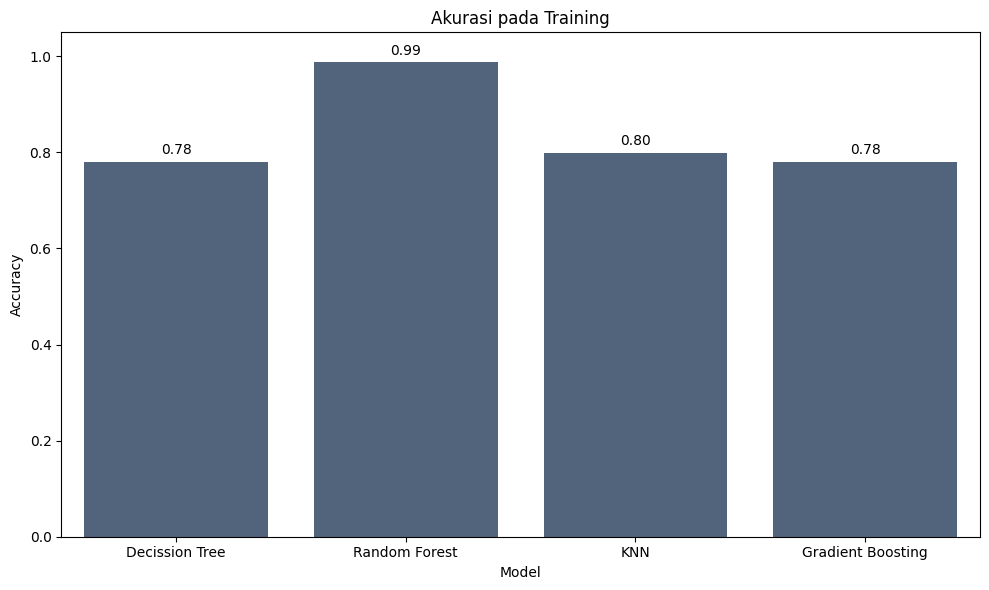 Akurasi pada Training
0.99
0.78
0.80
0.78
1.0
0.8
0.6
0.4
0.2
0.0
Accuracy
Decission Tree
Random Forest
KNN
Gradient Boosting
Model